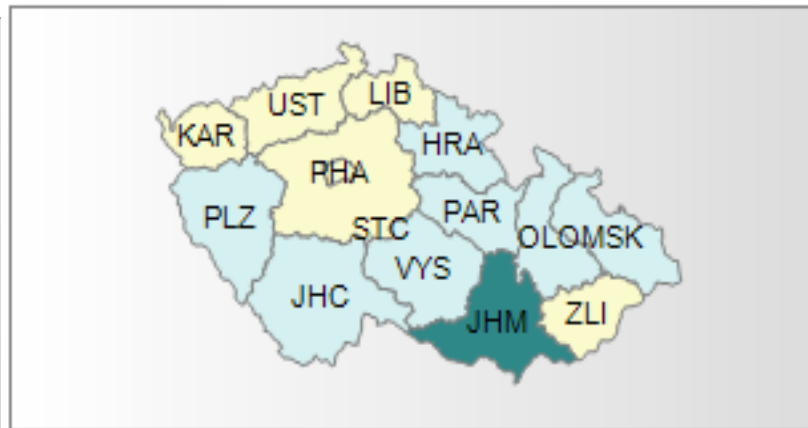 LIB
UST
KAR
HRA
PHA
PAR
PLZ
STC
OLOMSK
VYS
JHC
ZLI
JHM